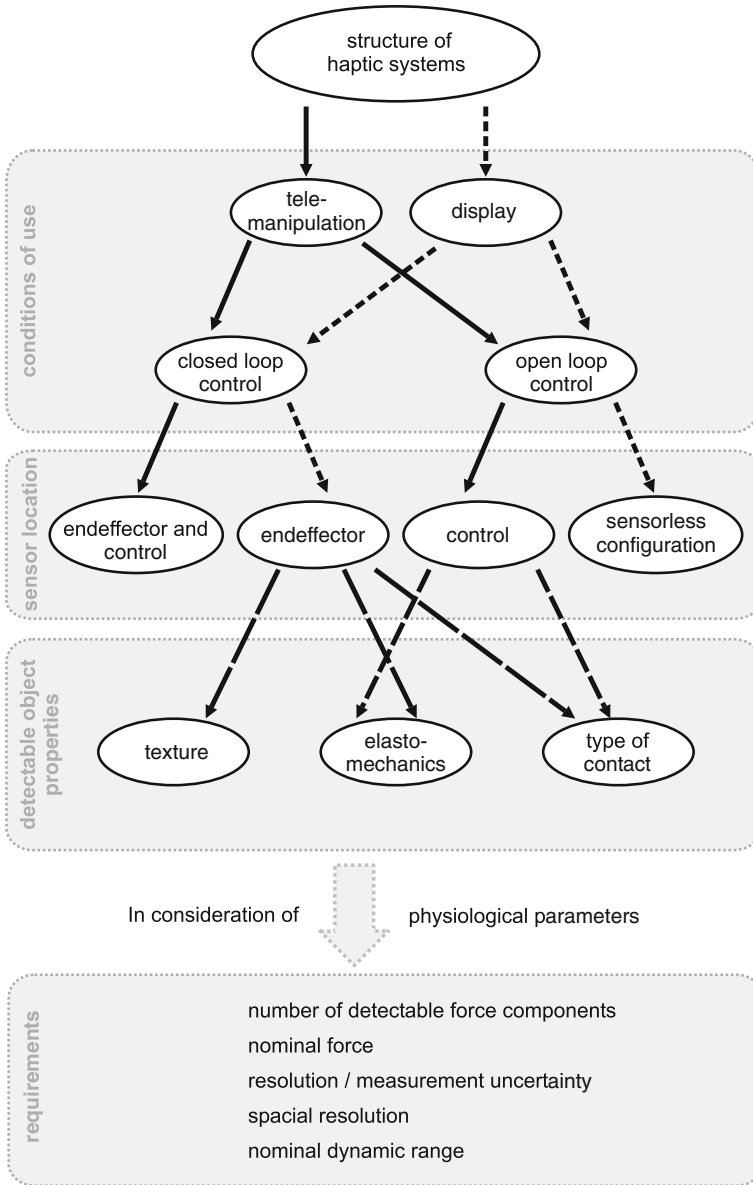 structure of
haptic systems
conditions of use
tele-
manipulation
display
closed loop
control
open loop
control
sensor location
endeffector and
control
endeffector
control
sensorless
configuration
detectable object
properties
texture
elasto-
mechanics
type of
contact
In consideration of
physiological parameters
requirements
number of detectable force components
nominal force
resolution / measurement uncertainty
spacial resolution
nominal dynamic range